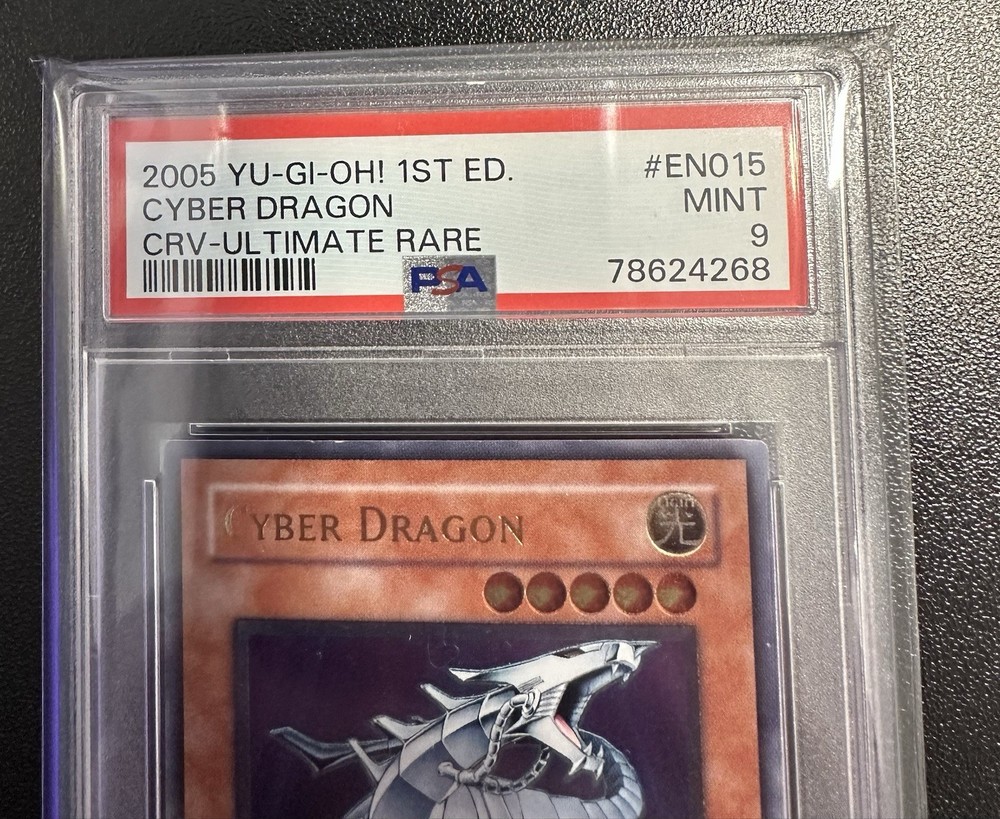 2005 YU-GI-OH! 1ST ED. #EN015
CYBER DRAGON MINT
CRV-ULTIMATE RARE 9
PSA 78624268
CYBER DRAGON
LIGHT
光